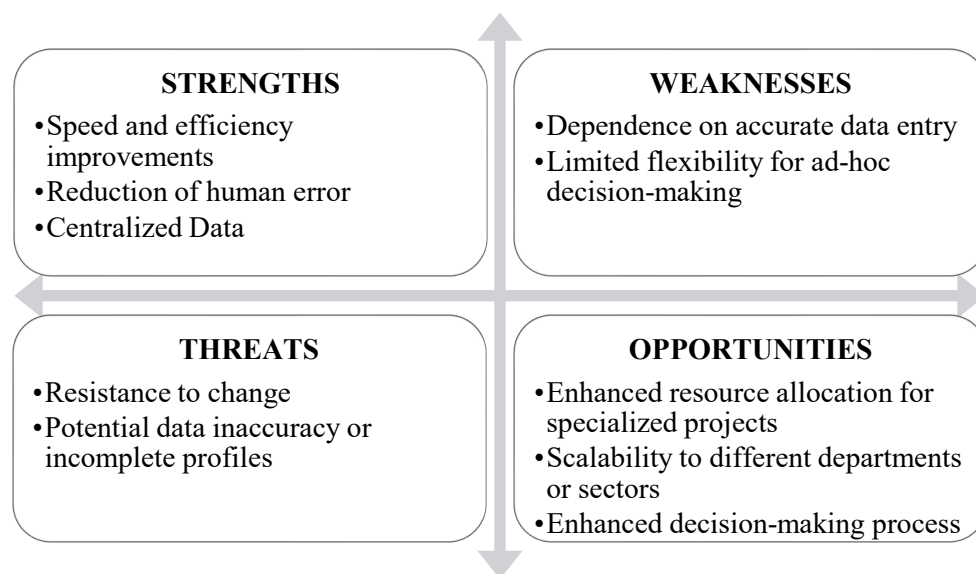 STRENGTHS
•Speed and efficiency
improvements
•Reduction of human error
•Centralized Data
WEAKNESSES
•Dependence on accurate data entry
•Limited flexibility for ad-hoc
decision-making
THREATS
•Resistance to change
•Potential data inaccuracy or
incomplete profiles
OPPORTUNITIES
•Enhanced resource allocation for
specialized projects
•Scalability to different departments
or sectors
•Enhanced decision-making process